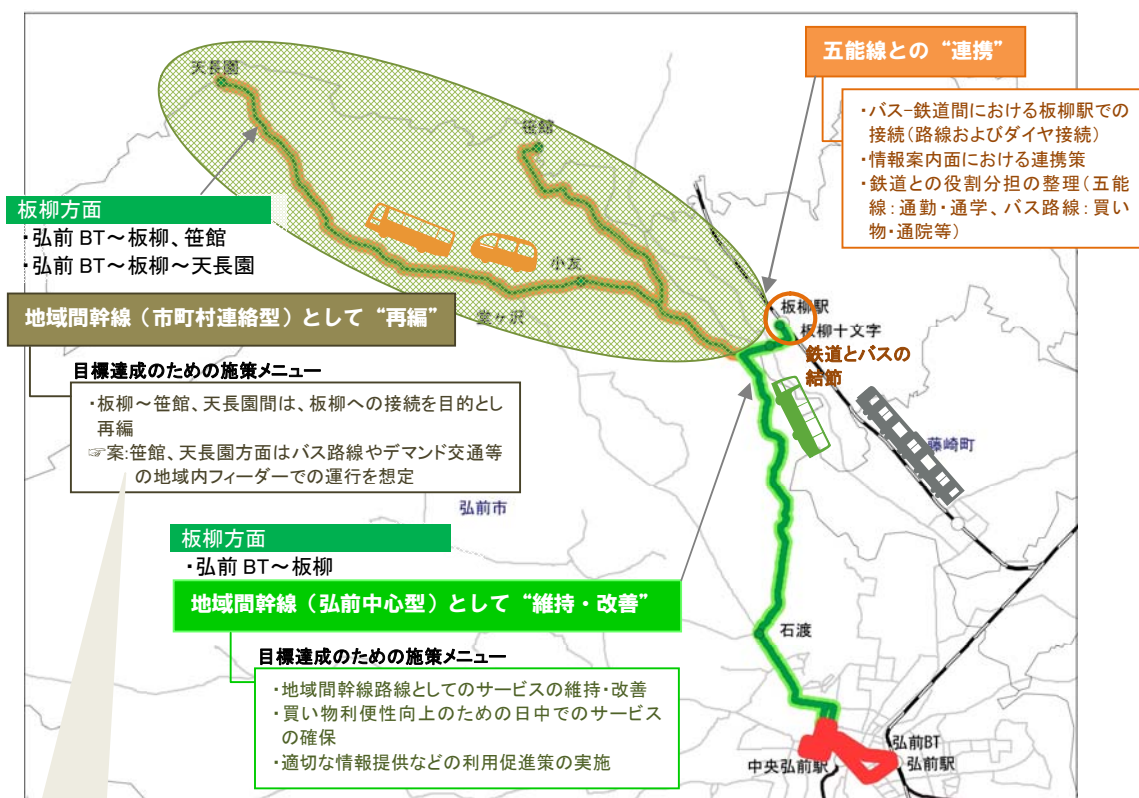 五能線との“連携”
・バス−鉄道間における板柳駅での
接続（路線およびダイヤ接続）
・情報案内面における連携策
・鉄道との役割分担の整理（五能
線：通勤・通学、バス路線：買い
物・通院等）
天長園
笹館
板柳方面
・弘前 BT～板柳、笹館
・弘前 BT～板柳～天長園
小友
堂ヶ沢
板柳駅
板柳十文字
鉄道とバスの
結節
地域間幹線（市町村連絡型）として“再編”
目標達成のための施策メニュー
・板柳～笹館、天長園間は、板柳への接続を目的とし
再編
☞案:笹館、天長園方面はバス路線やデマンド交通等
の地域内フィーダーでの運行を想定
藤崎町
弘前市
板柳方面
・弘前 BT～板柳
地域間幹線（弘前中心型）として“維持・改善”
目標達成のための施策メニュー
・地域間幹線路線としてのサービスの維持・改善
・買い物利便性向上のための日中でのサービス
の確保
・適切な情報提供などの利用促進策の実施
石渡
弘前BT
弘前駅
中央弘前駅